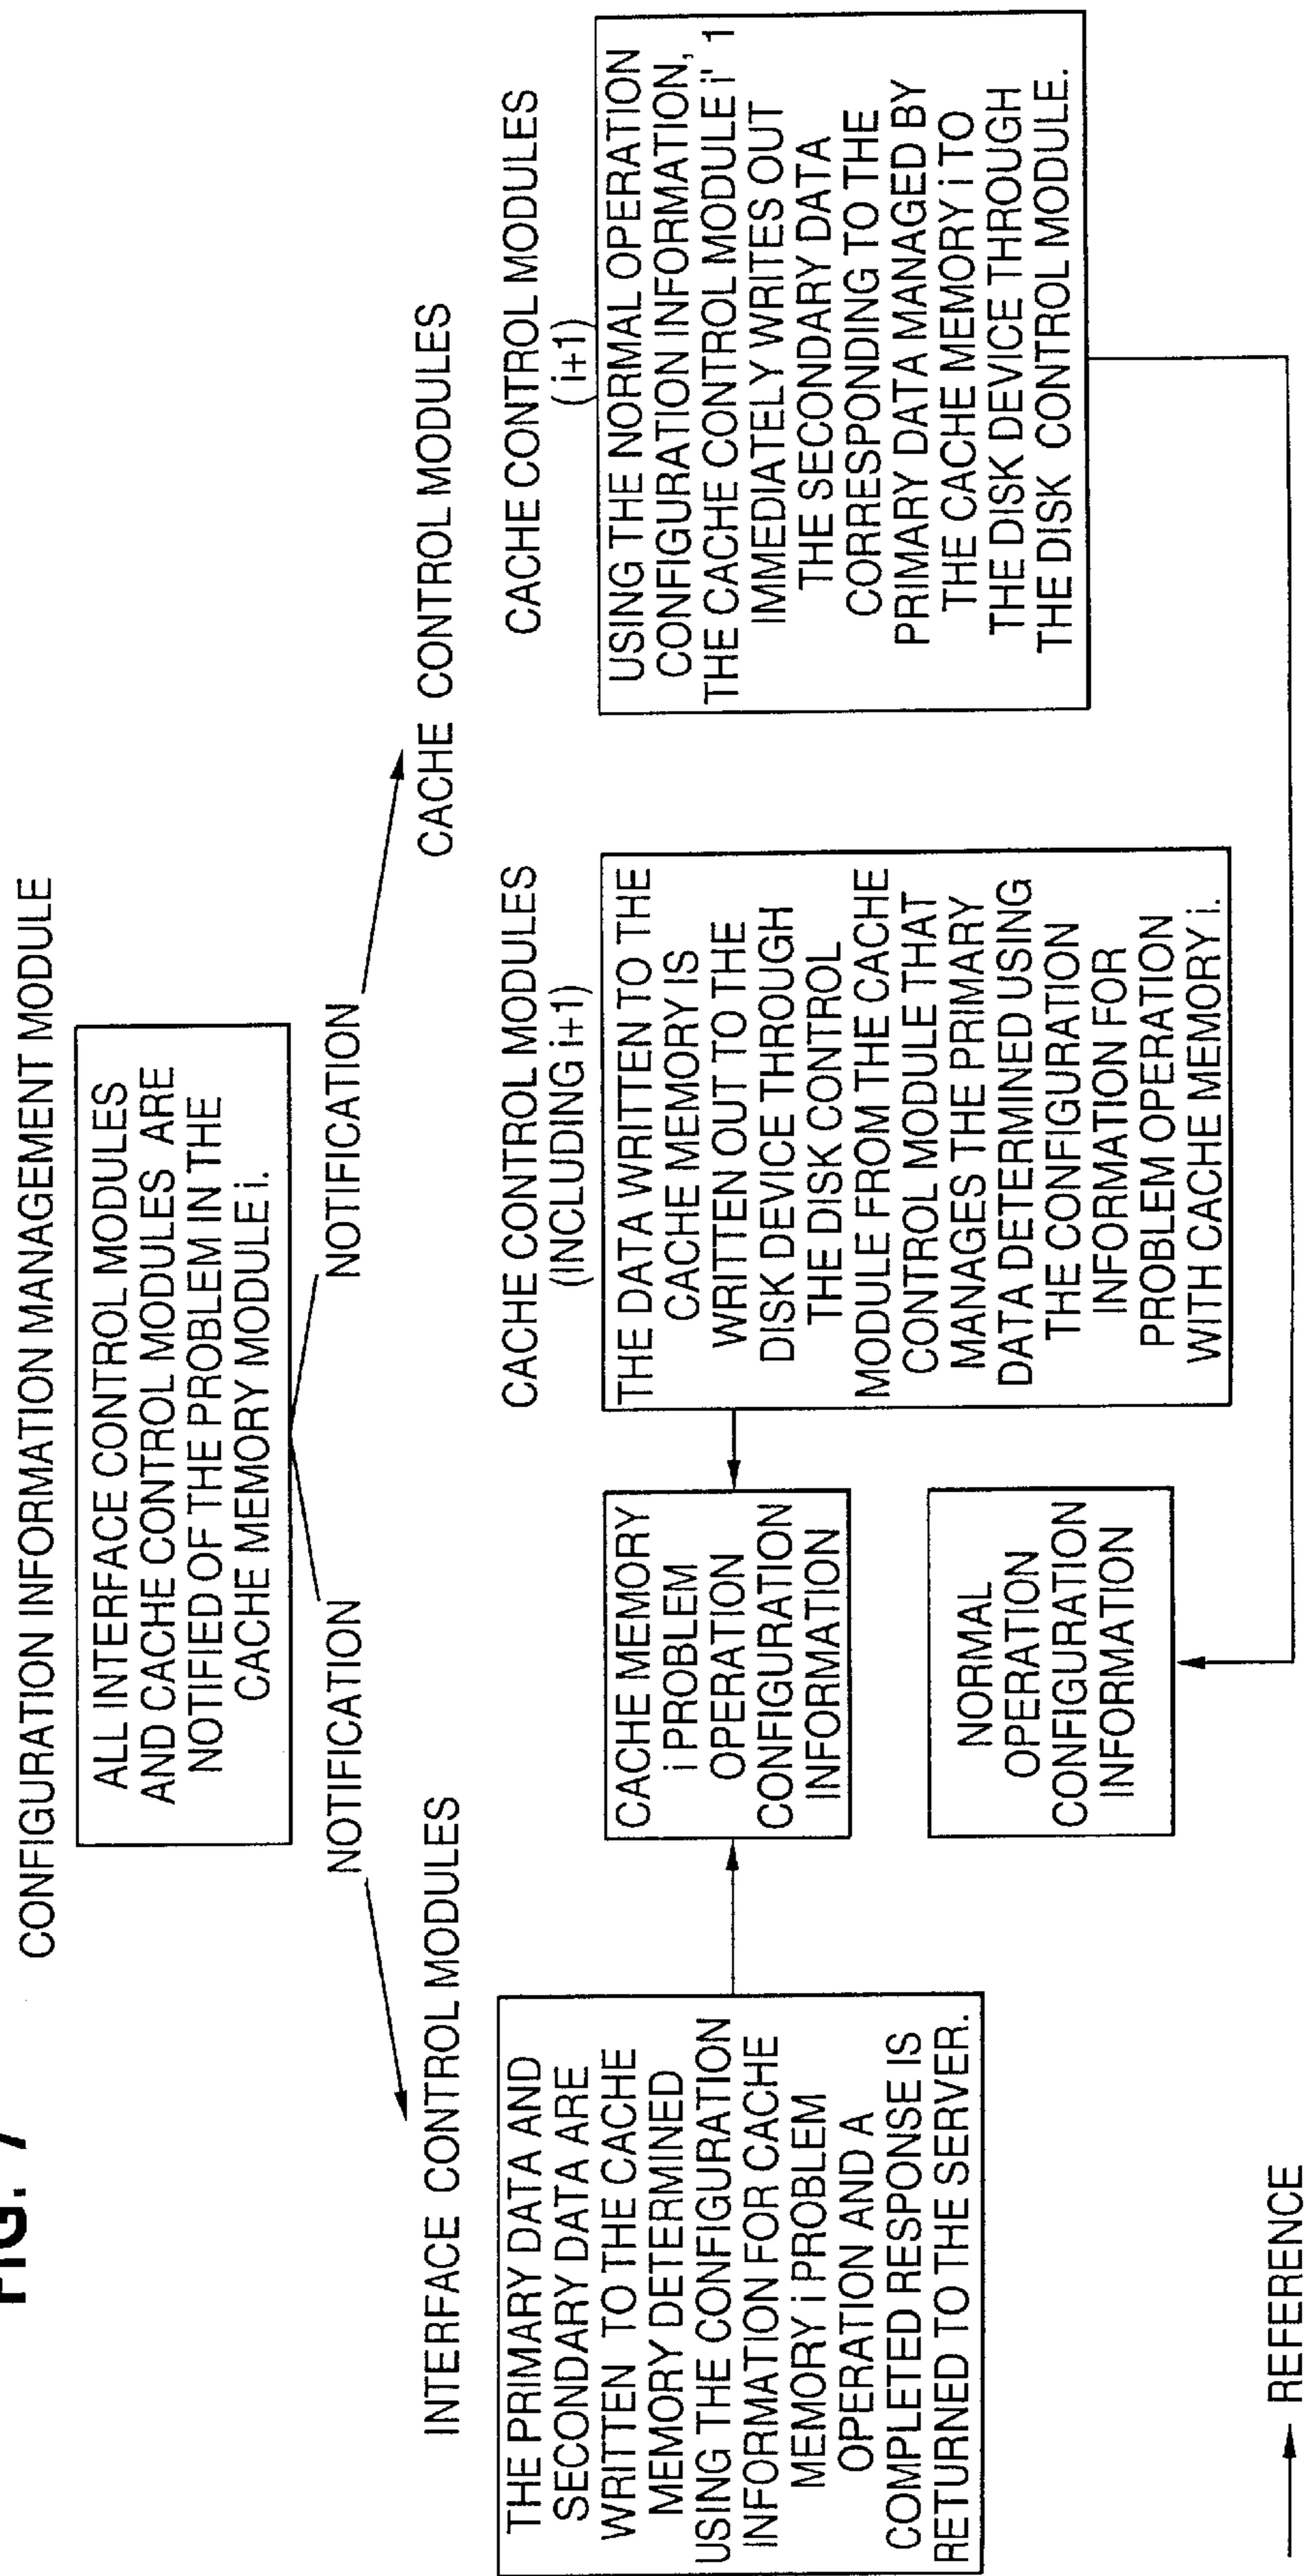 FIG. 7
CONFIGURATION INFORMATION MANAGEMENT MODULE
ALL INTERFACE CONTROL MODULES
AND CACHE CONTROL MODULES ARE
NOTIFIED OF THE PROBLEM IN THE
CACHE MEMORY MODULE i.
NOTIFICATION
NOTIFICATION
INTERFACE CONTROL MODULES
CACHE CONTROL MODULES
THE PRIMARY DATA AND
SECONDARY DATA ARE
WRITTEN TO THE CACHE
MEMORY DETERMINED
USING THE CONFIGURATION
INFORMATION FOR CACHE
MEMORY i PROBLEM
OPERATION AND A
COMPLETED RESPONSE IS
RETURNED TO THE SERVER.
CACHE MEMORY
i PROBLEM
OPERATION
CONFIGURATION
INFORMATION
NORMAL
OPERATION
CONFIGURATION
INFORMATION
CACHE CONTROL MODULES
(INCLUDING i+1)
THE DATA WRITTEN TO THE
CACHE MEMORY IS
WRITTEN OUT TO THE
DISK DEVICE THROUGH
THE DISK CONTROL
MODULE FROM THE CACHE
CONTROL MODULE THAT
MANAGES THE PRIMARY
DATA DETERMINED USING
THE CONFIGURATION
INFORMATION FOR
PROBLEM OPERATION
WITH CACHE MEMORY i.
CACHE CONTROL MODULES
(i+1)
USING THE NORMAL OPERATION
CONFIGURATION INFORMATION,
THE CACHE CONTROL MODULE i' 1
IMMEDIATELY WRITES OUT
THE SECONDARY DATA
CORRESPONDING TO THE
PRIMARY DATA MANAGED BY
THE CACHE MEMORY i TO
THE DISK DEVICE THROUGH
THE DISK CONTROL MODULE.
REFERENCE